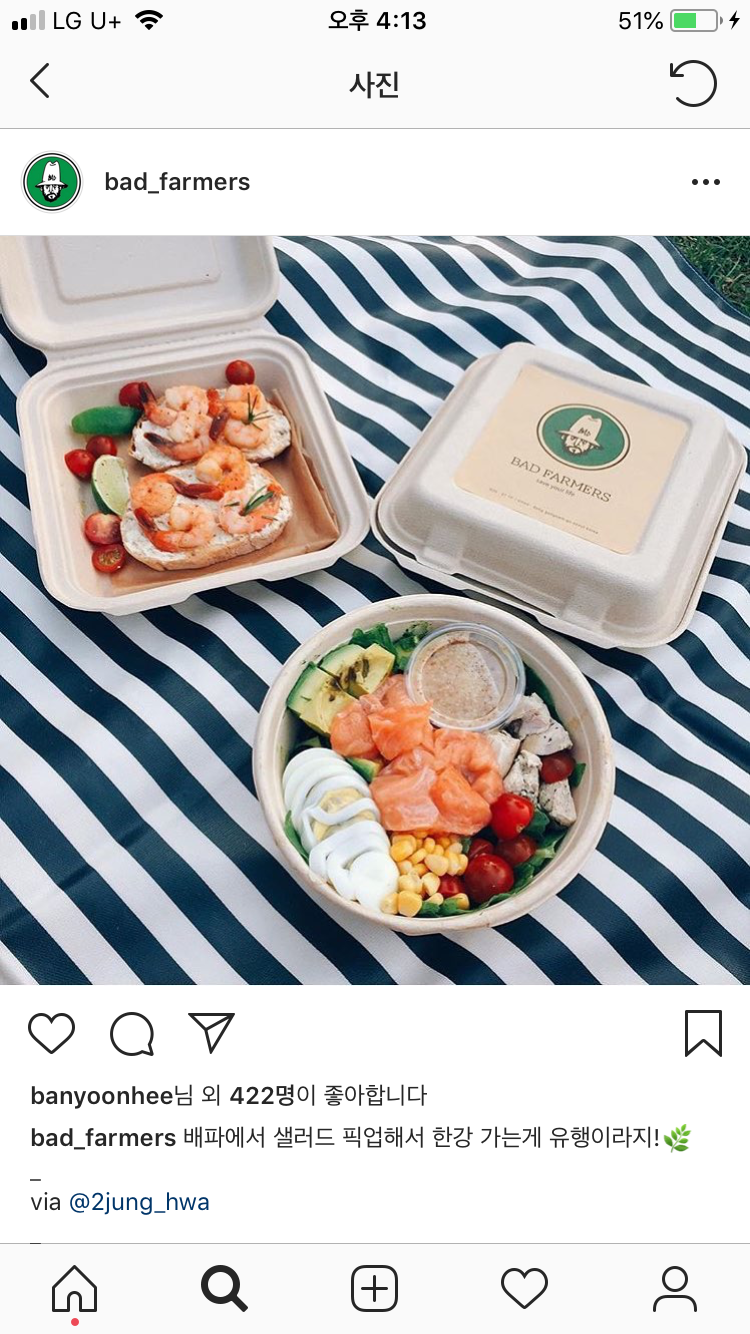 LG U+ 오후 4:13 51%
사진
bad_farmers
BAD FARMERS
save your life
banyoonhee님 외 422명이 좋아합니다
bad_farmers 배파에서 샐러드 픽업해서 한강 가는게 유행이라지!🌿
_
via @2jung_hwa
_